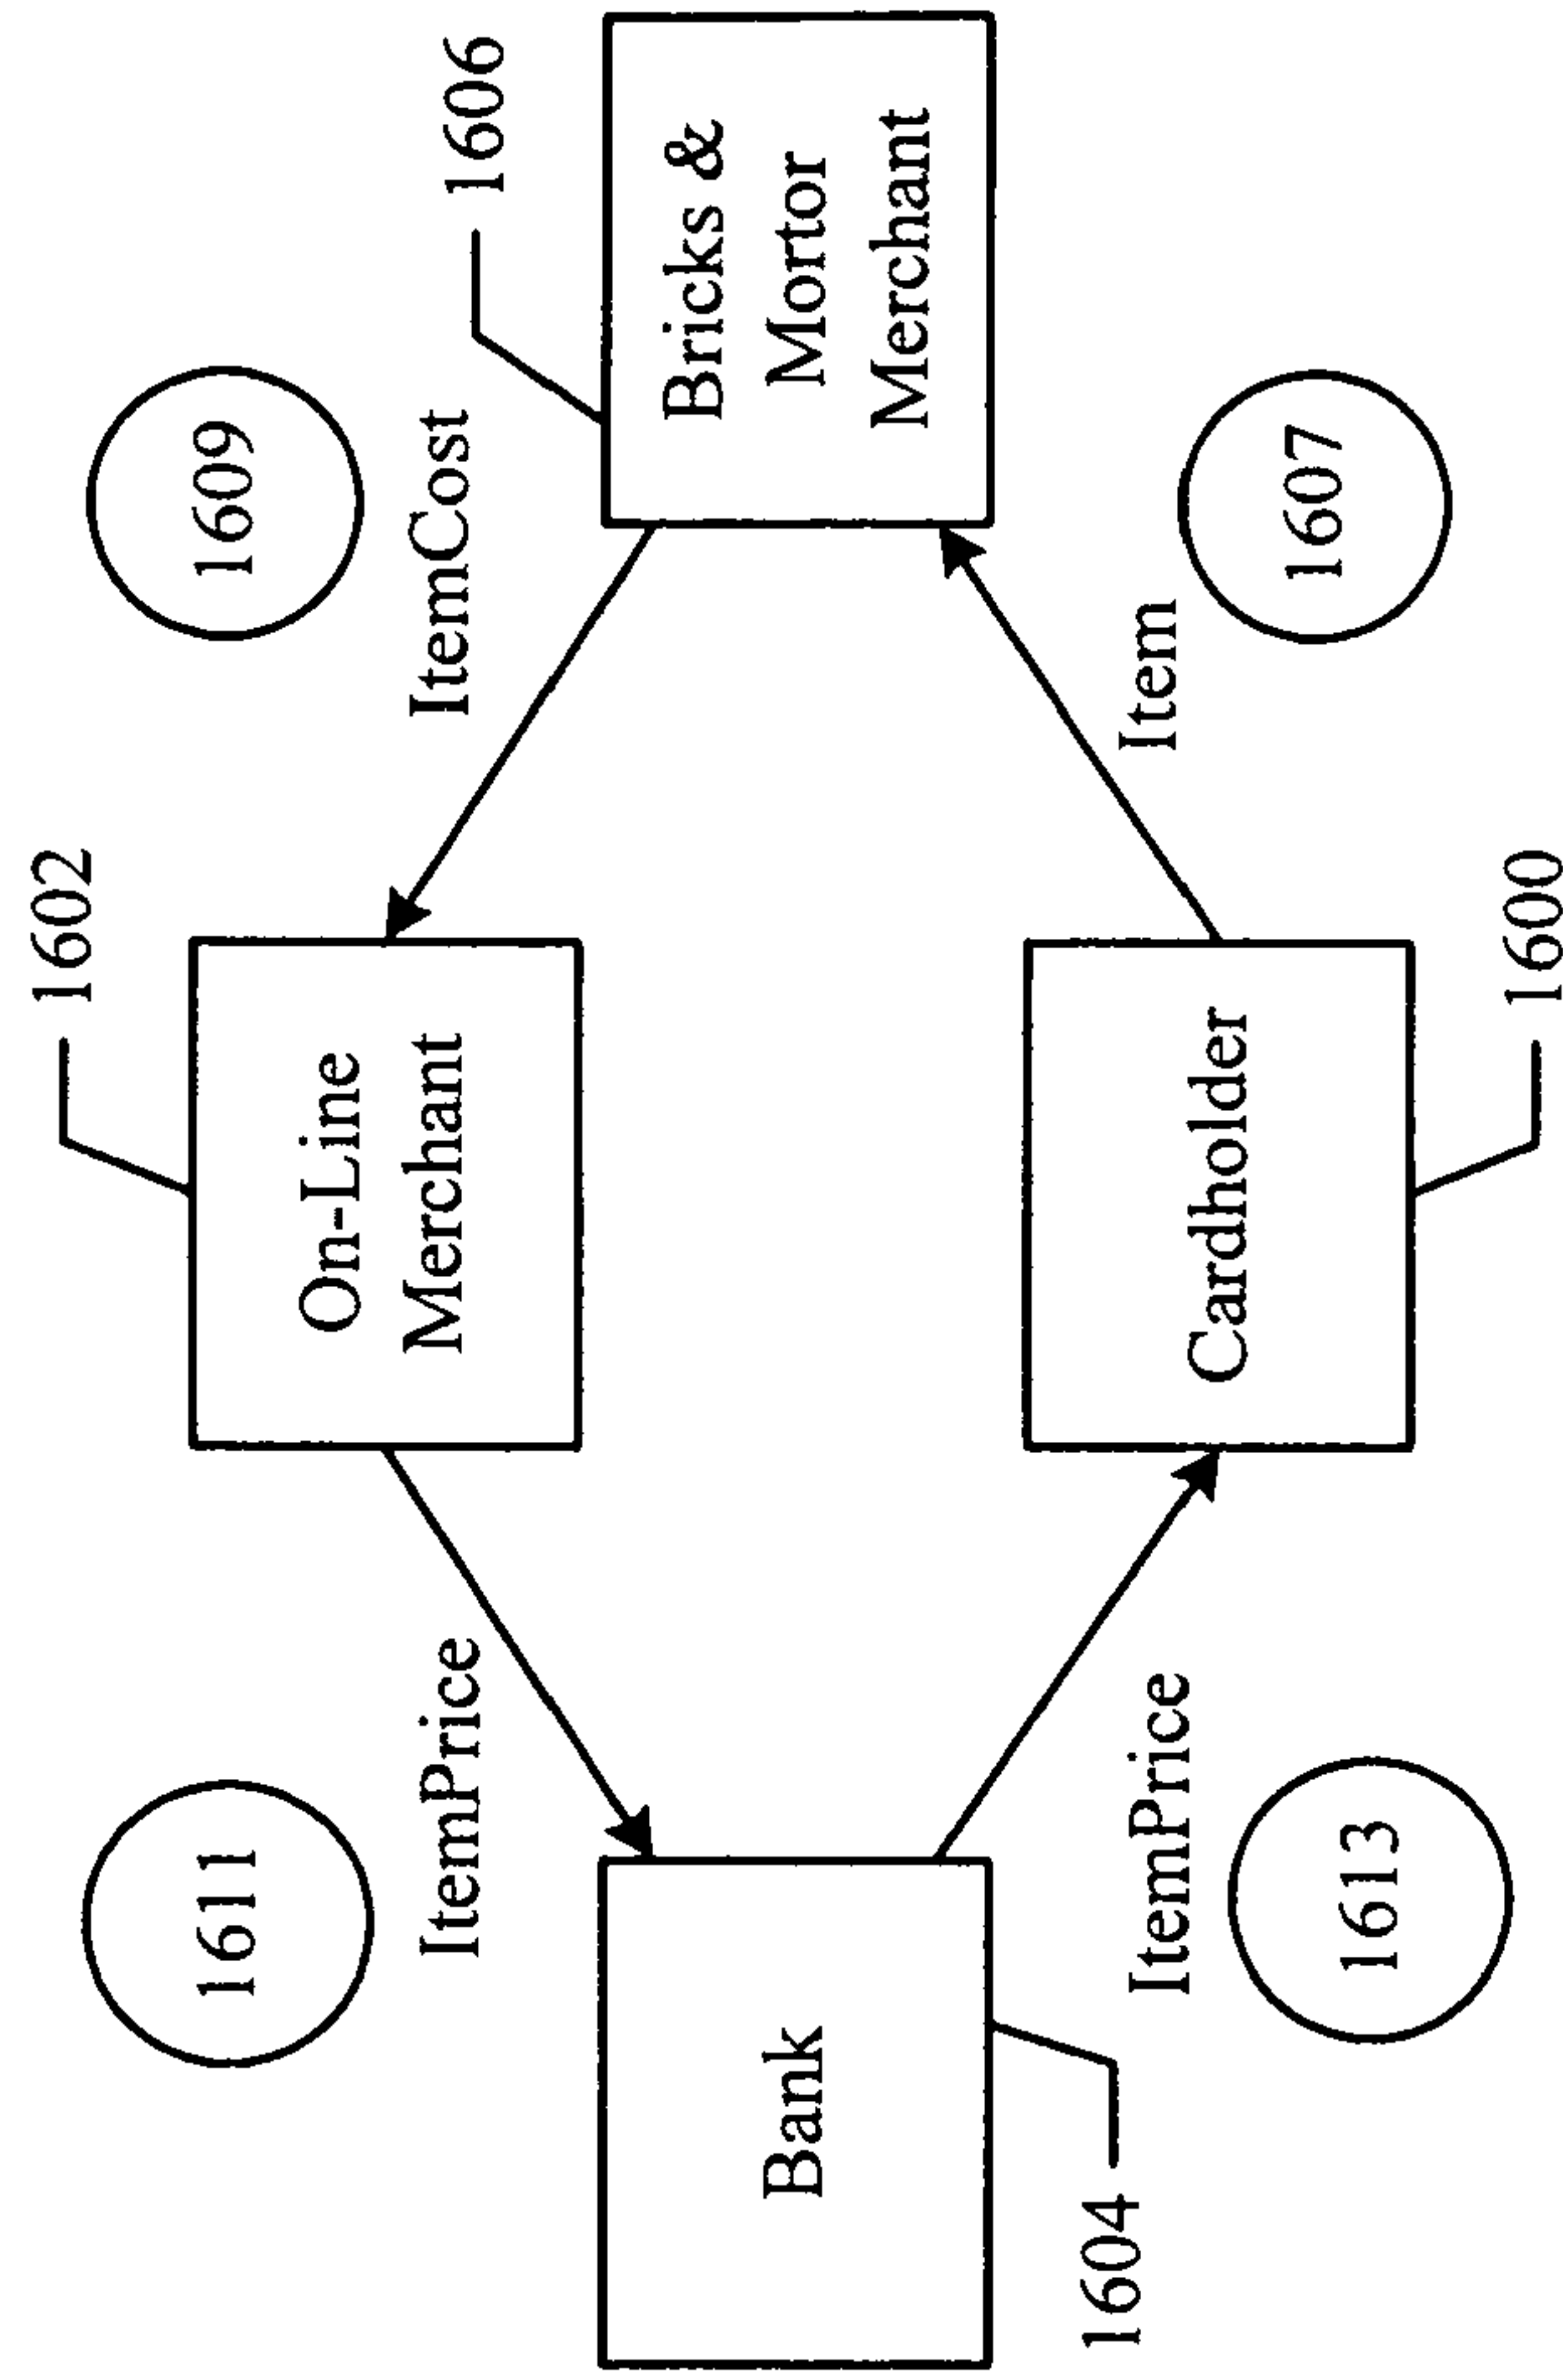 1602
1611
1609
On-Line
Merchant
ItemPrice
ItemCost
1606
Bricks &
Mortor
Merchant
Bank
1604
ItemPrice
Item
Cardholder
1613
1607
1600